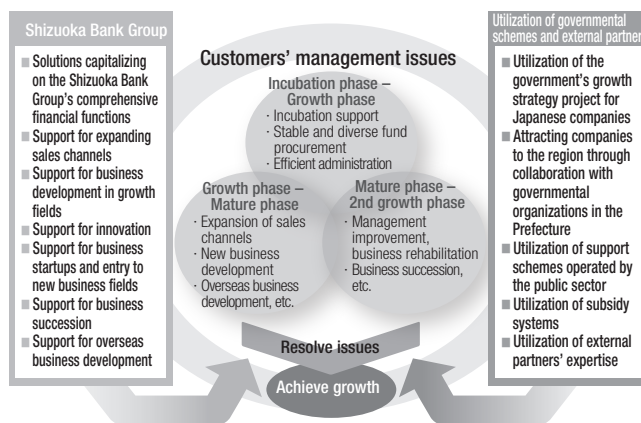 Shizuoka Bank Group
■ Solutions capitalizing
on the Shizuoka Bank
Group's comprehensive
financial functions
■ Support for expanding
sales channels
■ Support for business
development in growth
fields
■ Support for innovation
■ Support for business
startups and entry to
new business fields
■ Support for business
succession
■ Support for overseas
business development
Customers' management issues
Incubation phase –
Growth phase
· Incubation support
· Stable and diverse fund
procurement
· Efficient administration
Growth phase –
Mature phase
· Expansion of sales
channels
· New business
development
· Overseas business
development, etc.
Mature phase –
2nd growth phase
· Management
improvement,
business rehabilitation
· Business succession,
etc.
Resolve issues
Achieve growth
Utilization of governmental
schemes and external partner
■ Utilization of the
government's growth
strategy project for
Japanese companies
■ Attracting companies
to the region through
collaboration with
governmental
organizations in the
Prefecture
■ Utilization of support
schemes operated by
the public sector
■ Utilization of subsidy
systems
■ Utilization of external
partners' expertise